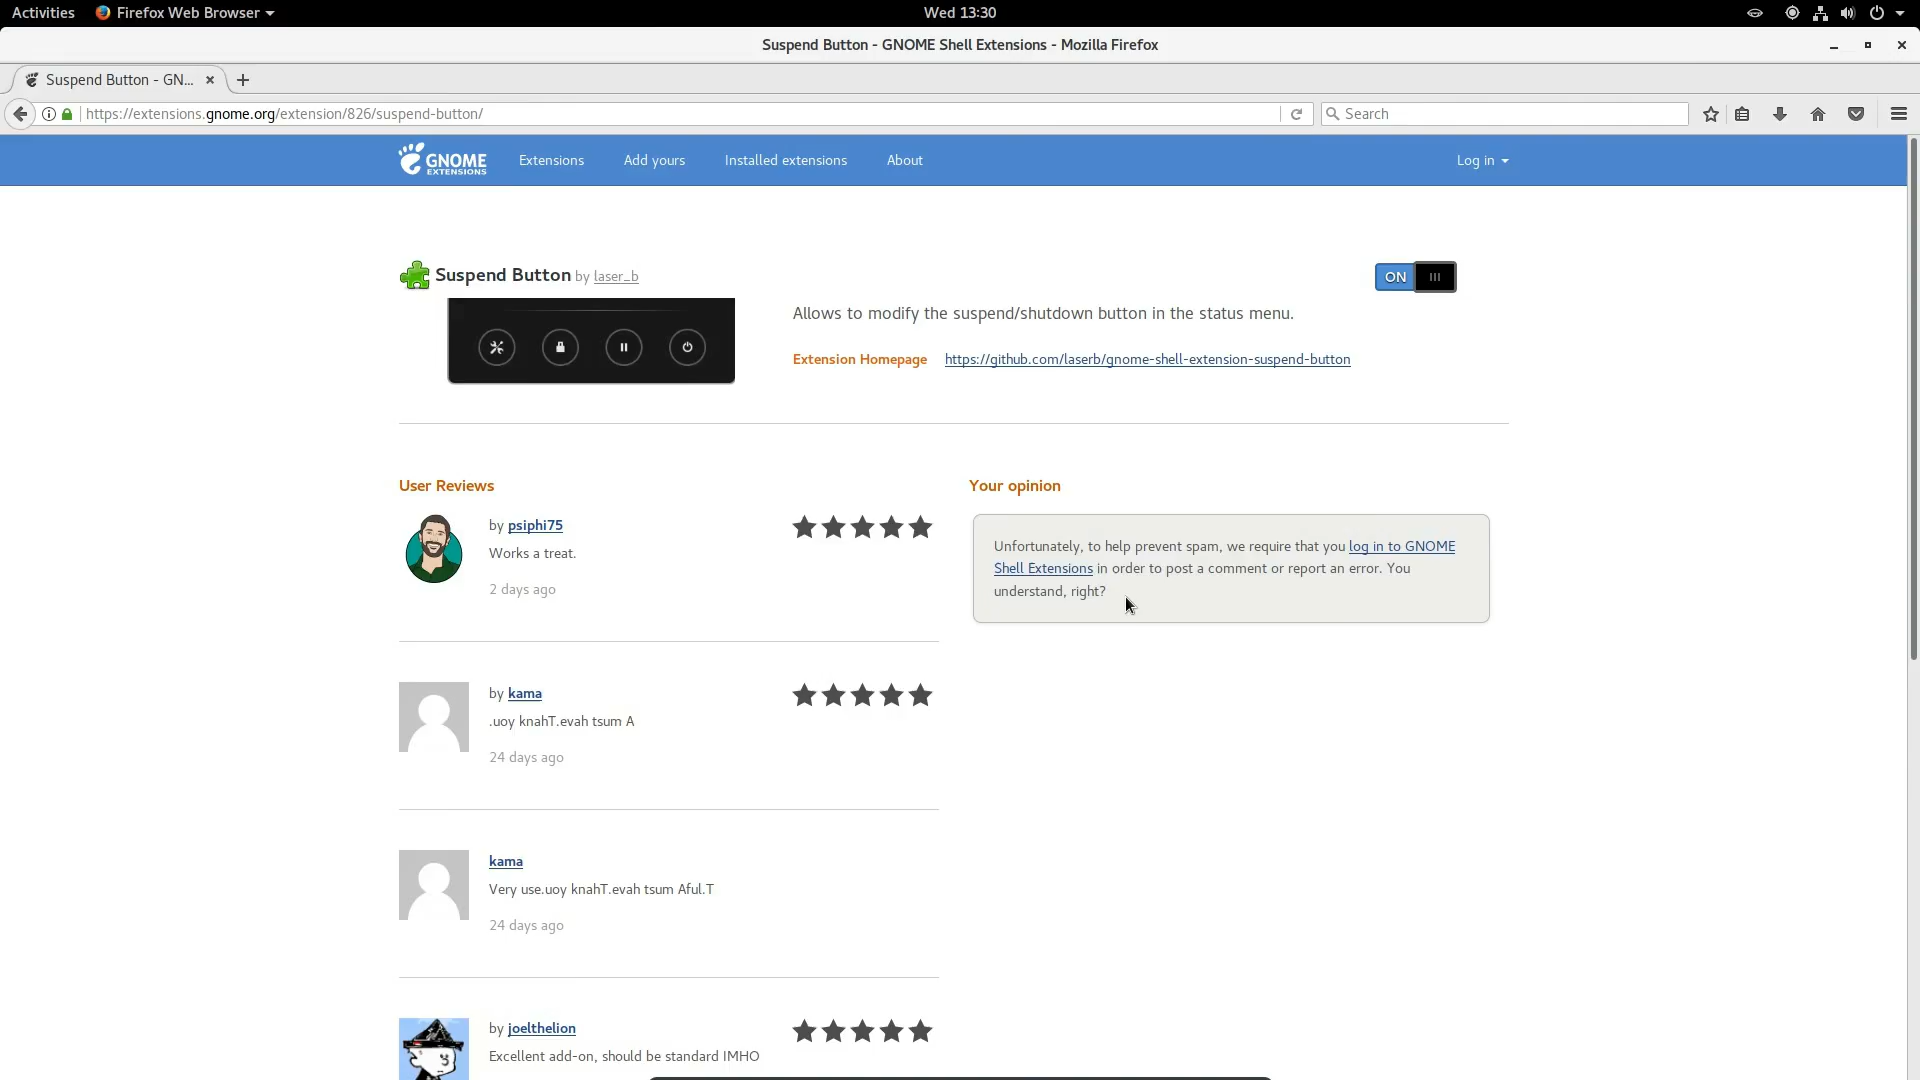 Activities
Firefox Web Browser
Wed 13:30
Suspend Button - GNOME Shell Extensions - Mozilla Firefox
Suspend Button - GN...
https://extensions.gnome.org/extension/826/suspend-button/
Search
GNOME
EXTENSIONS
Extensions
Add yours
Installed extensions
About
Log in
Suspend Button by laser_b
ON
Allows to modify the suspend/shutdown button in the status menu.
Extension Homepage https://github.com/laserb/gnome-shell-extension-suspend-button
User Reviews
by psiphi75
Works a treat.
2 days ago
by kama
.uoy knahT.evah tsum A
24 days ago
kama
Very use.uoy knahT.evah tsum Aful.T
24 days ago
by joelthelion
Excellent add-on, should be standard IMHO
Your opinion
Unfortunately, to help prevent spam, we require that you log in to GNOME
Shell Extensions in order to post a comment or report an error. You
understand, right?